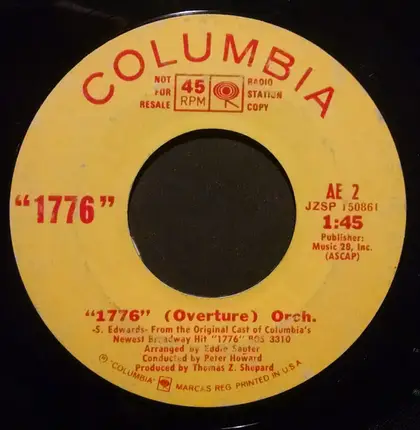 COLUMBIA
NOT FOR RESALE
45 RPM
RADIO STATION COPY
"1776"
AE 2
JZSP 150861
1:45
Publisher:
Music 28, Inc.
(ASCAP)
"1776" (Overture) Orch.
-S. Edwards- From the Original Cast of Columbia's
Newest Broadway Hit "1776" BOS 3310
Arranged by Eddie Sauter
Conducted by Peter Howard
Produced by Thomas Z. Shepard
Ⓟ "COLUMBIA" MARCAS REG. PRINTED IN U.S.A.